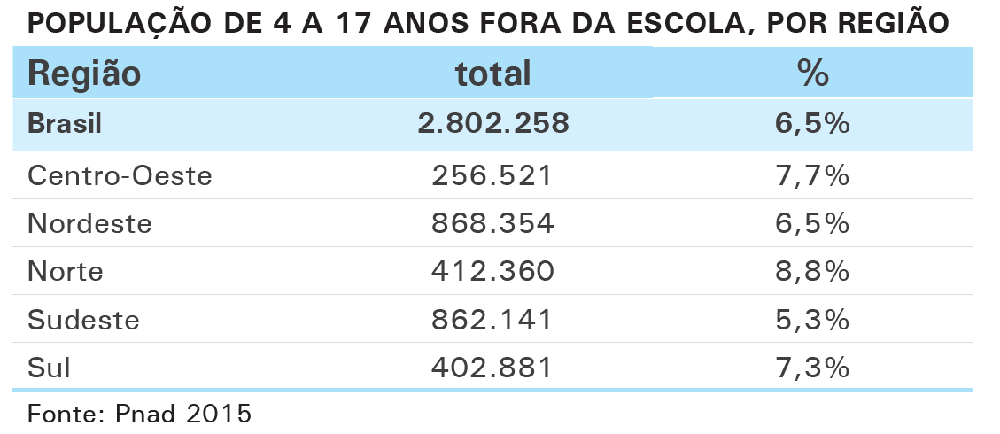 POPULAÇÃO DE 4 A 17 ANOS FORA DA ESCOLA, POR REGIÃO
Região total %
Brasil 2.802.258 6,5%
Centro-Oeste 256.521 7,7%
Nordeste 868.354 6,5%
Norte 412.360 8,8%
Sudeste 862.141 5,3%
Sul 402.881 7,3%
Fonte: Pnad 2015